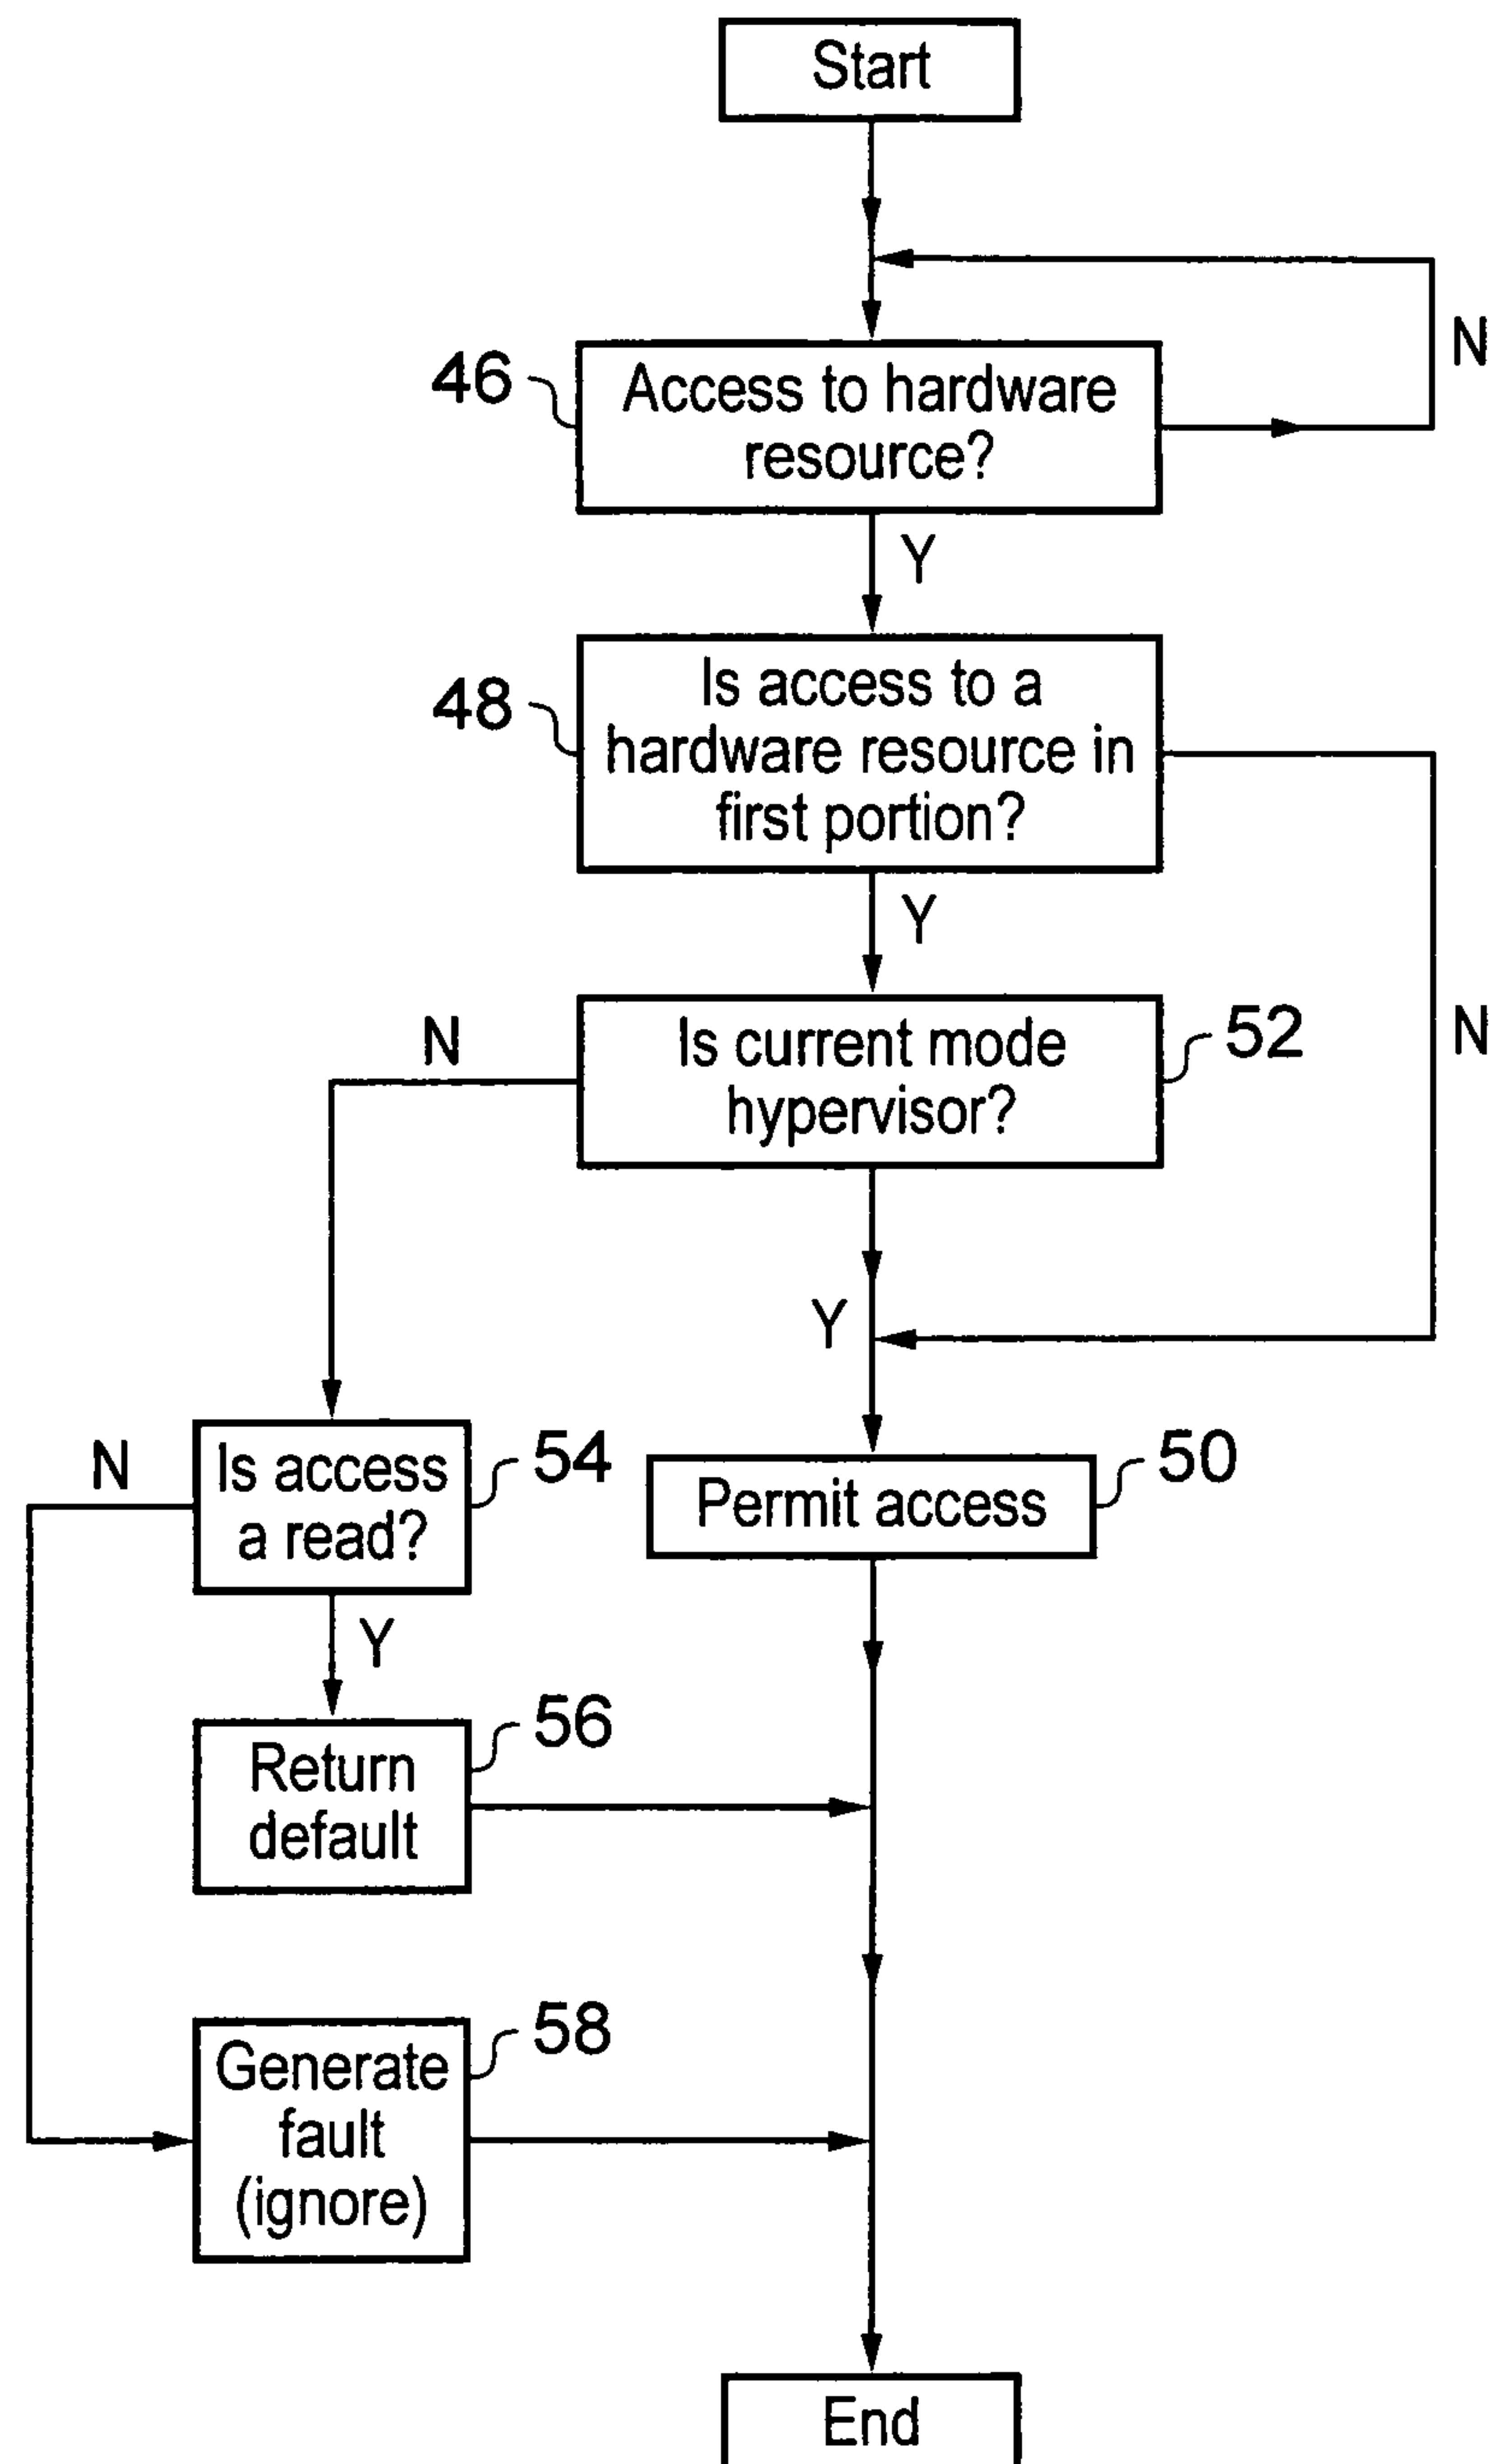 Start
N
46
Access to hardware
resource?
Y
48
Is access to a
hardware resource in
first portion?
Y
N
N
Is current mode
hypervisor?
52
Y
N
Is access
a read?
54
Permit access
50
Y
56
Return
default
58
Generate
fault
(ignore)
End